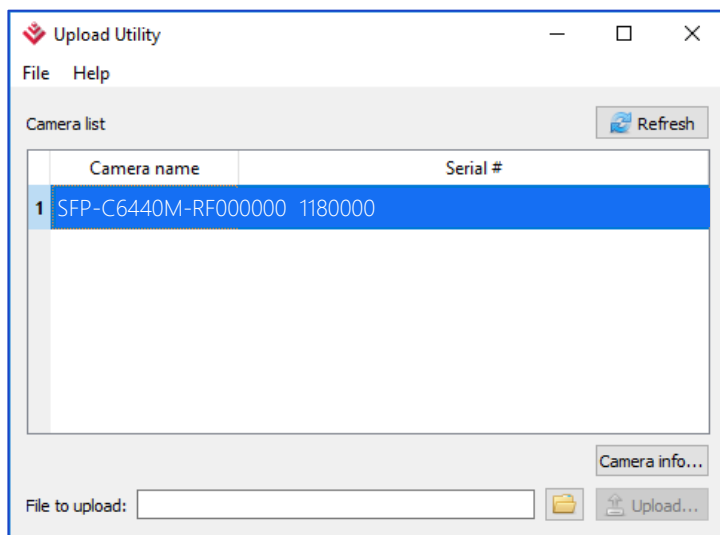 Upload Utility
File Help
Camera list Refresh
Camera name Serial #
1 SFP-C6440M-RF000000 1180000
Camera info...
File to upload: Upload...